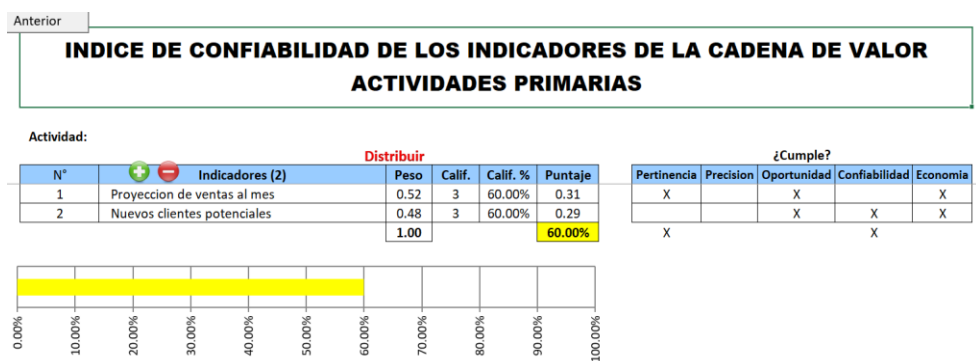 Anterior
INDICE DE CONFIABILIDAD DE LOS INDICADORES DE LA CADENA DE VALOR
ACTIVIDADES PRIMARIAS
Actividad:
Distribuir ¿Cumple?
N° Indicadores (2) Peso Calif. Calif. % Puntaje Pertinencia Precision Oportunidad Confiabilidad Economia
1 Proyeccion de ventas al mes 0.52 3 60.00% 0.31 X X X
2 Nuevos clientes potenciales 0.48 3 60.00% 0.29 X X X
1.00 60.00% X X
0.00% 10.00% 20.00% 30.00% 40.00% 50.00% 60.00% 70.00% 80.00% 90.00% 100.00%